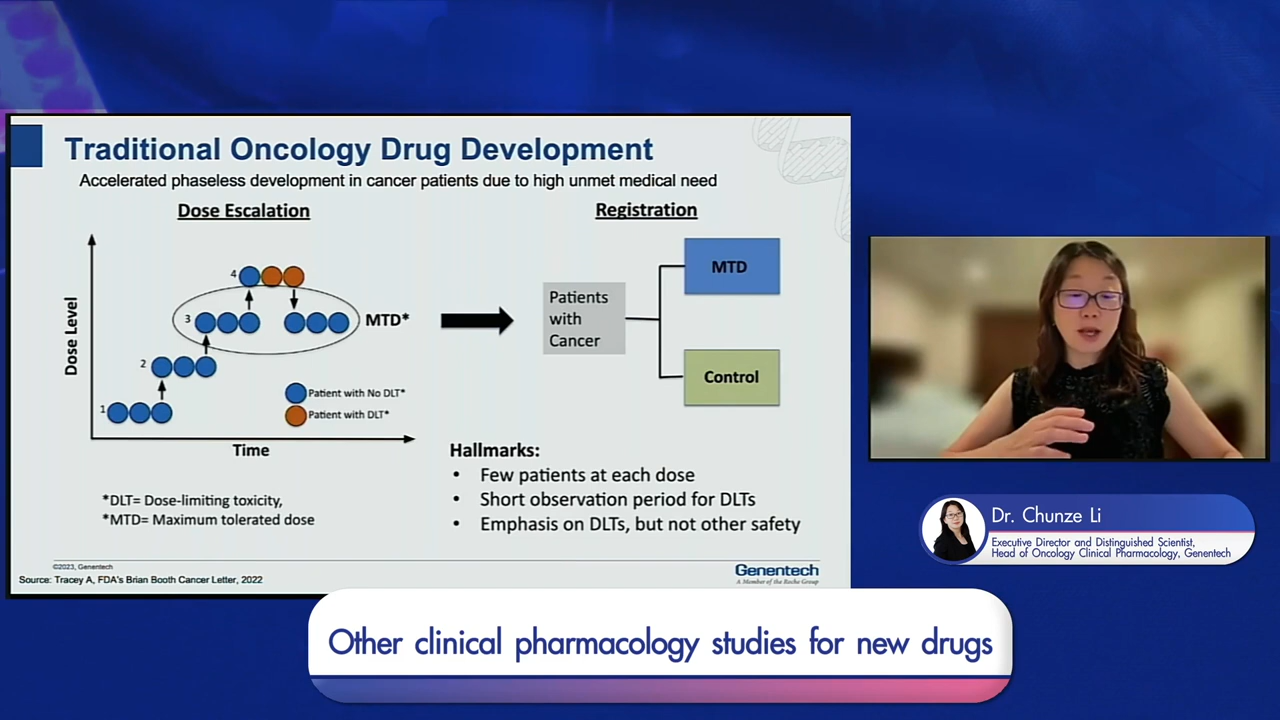 Traditional Oncology Drug Development
Accelerated phaseless development in cancer patients due to high unmet medical need
Dose Escalation
Dose Level
4
3
MTD*
2
1
Patient with No DLT*
Patient with DLT*
Time
*DLT= Dose-limiting toxicity,
*MTD= Maximum tolerated dose
Registration
Patients
with
Cancer
MTD
Control
Hallmarks:
• Few patients at each dose
• Short observation period for DLTs
• Emphasis on DLTs, but not other safety
©2023, Genentech
Source: Tracey A, FDA's Brian Booth Cancer Letter, 2022
Genentech
A Member of the Roche Group
Dr. Chunze Li
Executive Director and Distinguished Scientist,
Head of Oncology Clinical Pharmacology, Genentech
Other clinical pharmacology studies for new drugs